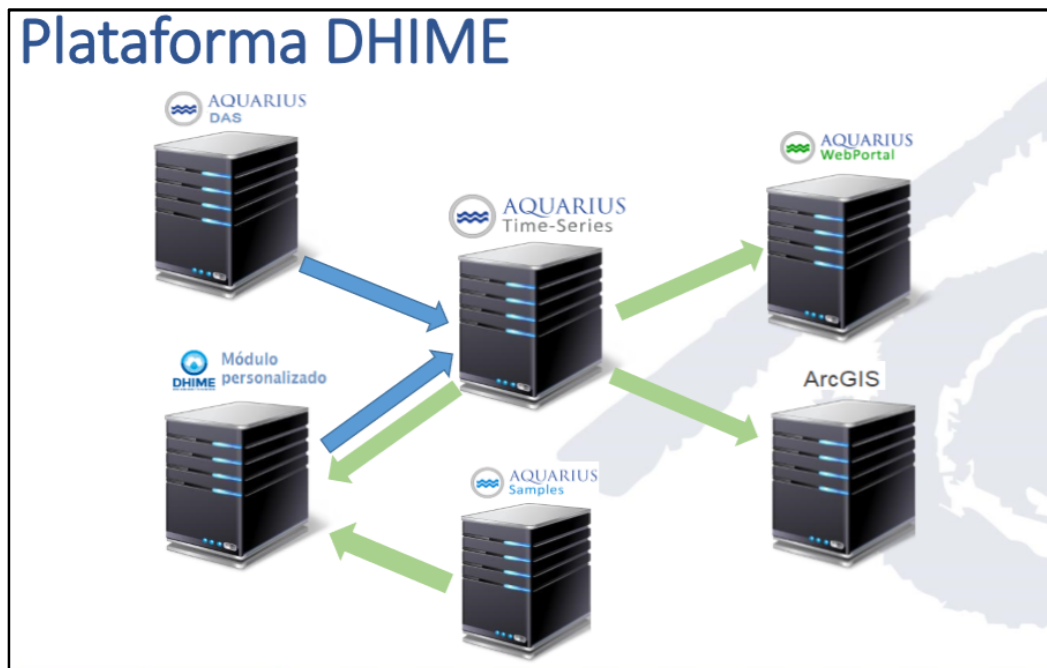 Plataforma DHIME
AQUARIUS
DAS
AQUARIUS
WebPortal
AQUARIUS
Time-Series
Módulo
personalizado
DHIME
ArcGIS
AQUARIUS
Samples